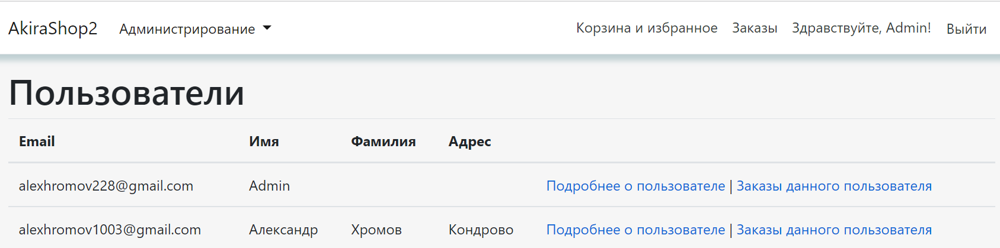 AkiraShop2 Администрирование Корзина и избранное Заказы Здравствуйте, Admin! Выйти
Пользователи
Email Имя Фамилия Адрес
alexhromov228@gmail.com Admin Подробнее о пользователе | Заказы данного пользователя
alexhromov1003@gmail.com Александр Хромов Кондрово Подробнее о пользователе | Заказы данного пользователя